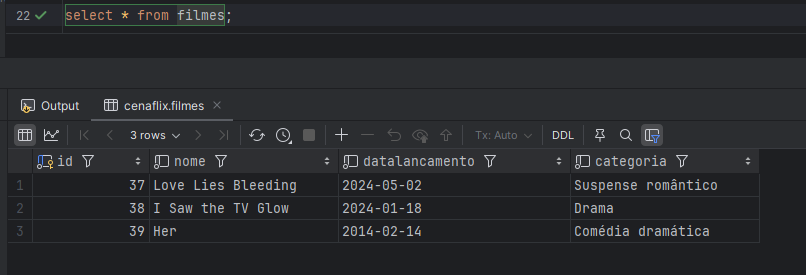 22 select * from filmes;
Output cenaflix.filmes
3 rows Tx: Auto DDL
id nome datalancamento categoria
1 37 Love Lies Bleeding 2024-05-02 Suspense romântico
2 38 I Saw the TV Glow 2024-01-18 Drama
3 39 Her 2014-02-14 Comédia dramática